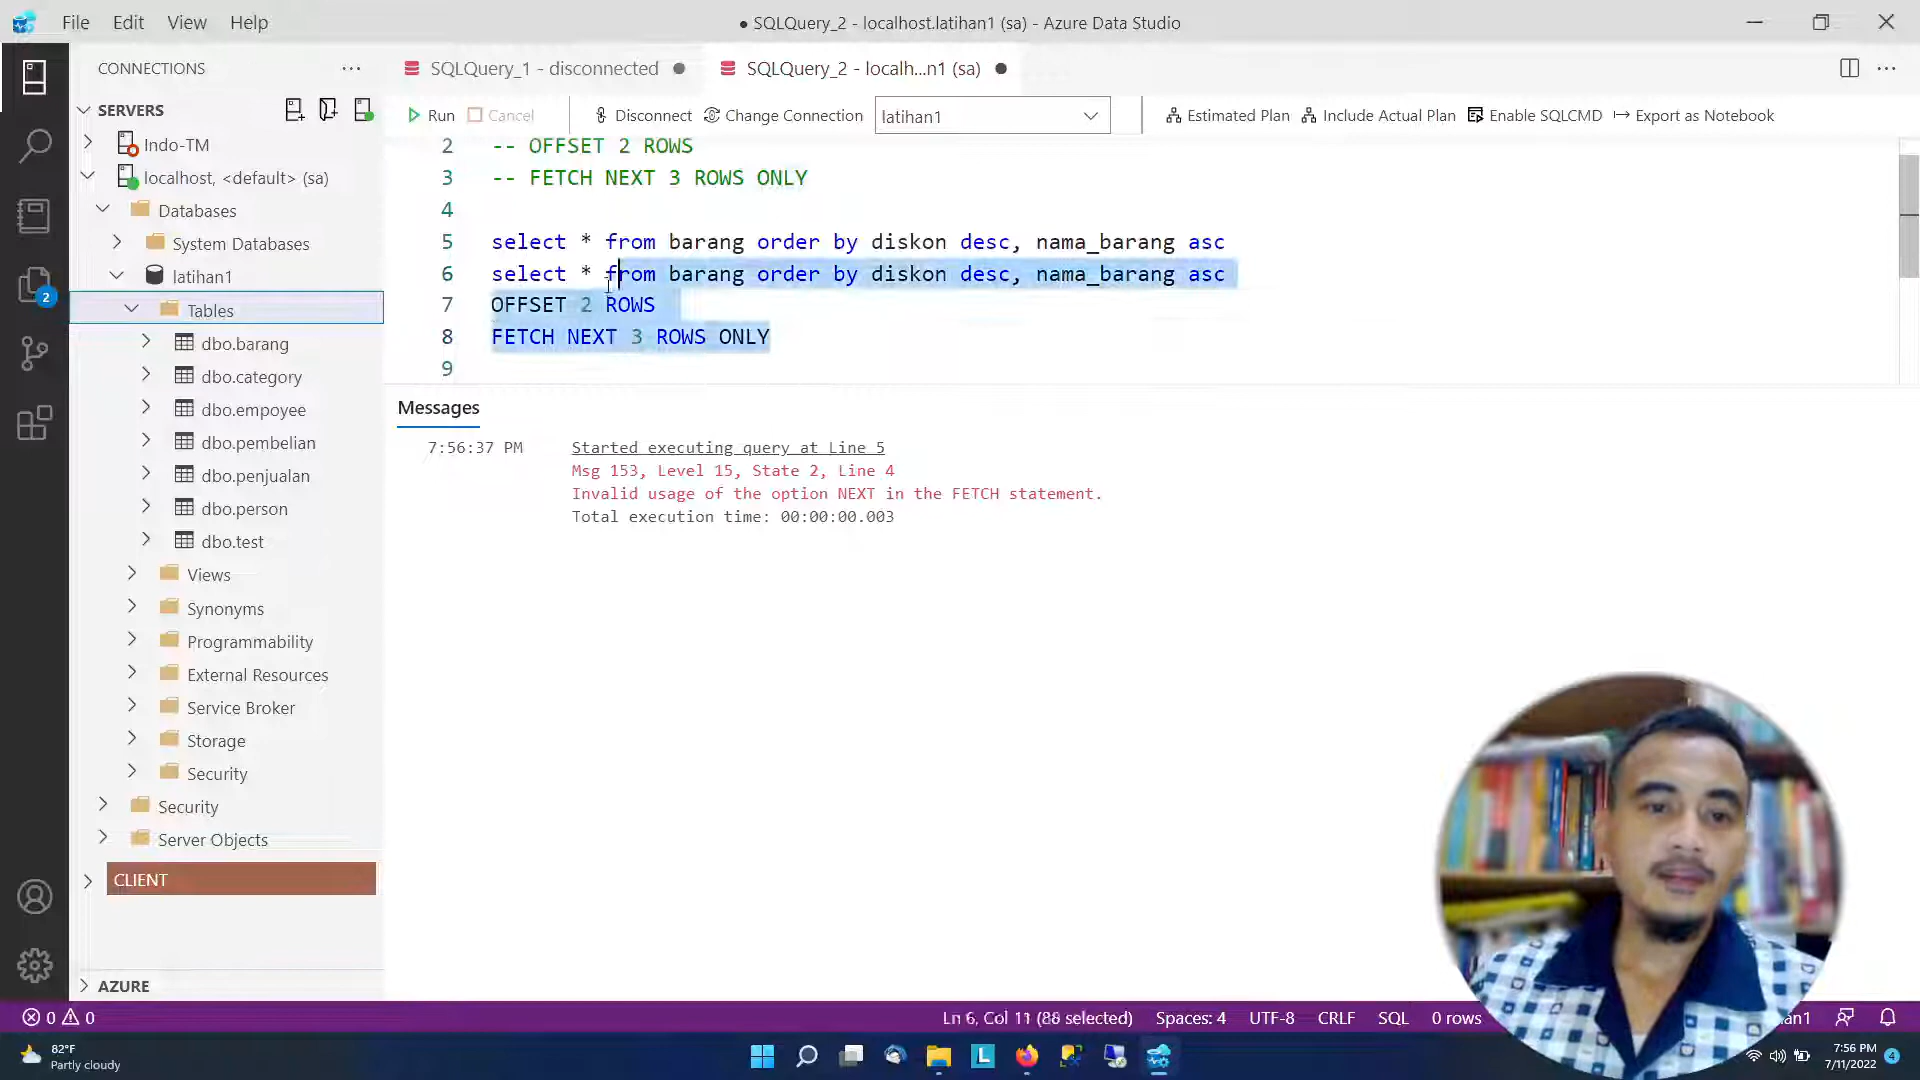 File Edit View Help
● SQLQuery_2 - localhost.latihan1 (sa) - Azure Data Studio
CONNECTIONS
SQLQuery_1 - disconnected
SQLQuery_2 - localh...n1 (sa)
SERVERS
Run
Cancel
Disconnect
Change Connection
latihan1
Estimated Plan
Include Actual Plan
Enable SQLCMD
Export as Notebook
Indo-TM
localhost, <default> (sa)
Databases
System Databases
latihan1
Tables
dbo.barang
dbo.category
dbo.empoyee
dbo.pembelian
dbo.penjualan
dbo.person
dbo.test
Views
Synonyms
Programmability
External Resources
Service Broker
Storage
Security
Security
Server Objects
CLIENT
AZURE
2
2 -- OFFSET 2 ROWS
3 -- FETCH NEXT 3 ROWS ONLY
4
5 select * from barang order by diskon desc, nama_barang asc
6 select * from barang order by diskon desc, nama_barang asc
7 OFFSET 2 ROWS
8 FETCH NEXT 3 ROWS ONLY
9
Messages
7:56:37 PM Started executing query at Line 5
Msg 153, Level 15, State 2, Line 4
Invalid usage of the option NEXT in the FETCH statement.
Total execution time: 00:00:00.003
0 0
Ln 6, Col 11 (88 selected) Spaces: 4 UTF-8 CRLF SQL 0 rows
an1
82°F
Partly cloudy
7:56 PM
7/11/2022
4